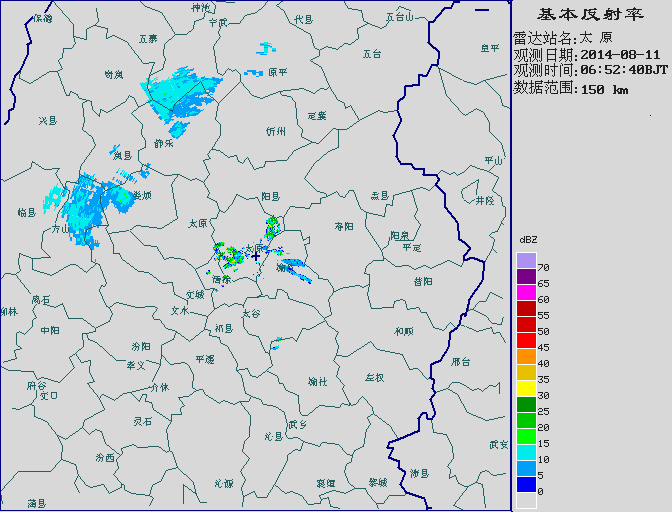 基本反射率
雷达站名:太 原
观测日期:2014-08-11
观测时间:06:52:40BJT
数据范围:150 km
dBZ
70
65
60
55
50
45
40
35
30
25
20
15
10
5
0
保德
神池
宁武
代县
五台山
五寨
阜平
五台
岢岚
原平
定襄
兴县
忻州
静乐
岚县
平山
娄烦
阳县
盂县
井陉
临县
太原
寿阳
阳泉
方山
太原
平定
榆次
清徐
昔阳
文城
离石
柳林
文水
太谷
中阳
祁县
和顺
汾阳
平遥
邢台
孝义
介休
榆社
左权
隰谷
文口
灵石
武乡
沁县
武安
汾西
涉县
沁源
襄垣
黎城
蒲县